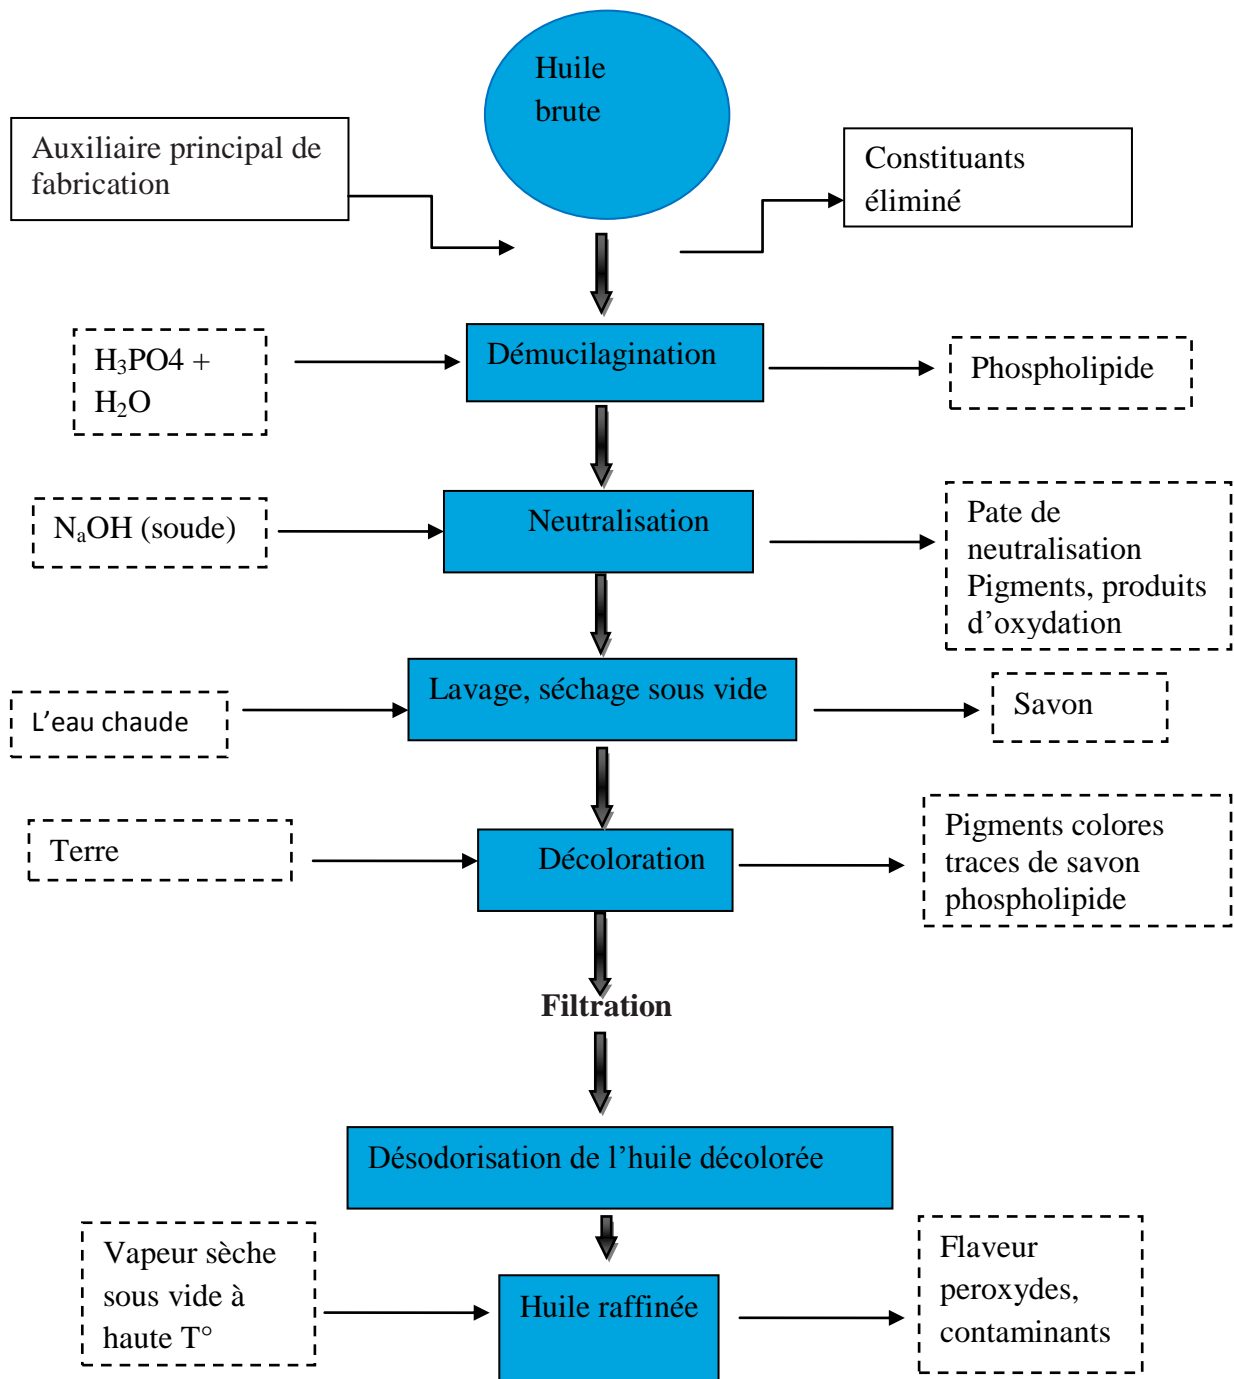 Huile
brute
Auxiliaire principal de
fabrication
Constituants
éliminé
H₃PO4 +
H₂O
Démucilagination
Phospholipide
NₐOH (soude)
Neutralisation
Pate de
neutralisation
Pigments, produits
d’oxydation
L’eau chaude
Lavage, séchage sous vide
Savon
Terre
Décoloration
Pigments colores
traces de savon
phospholipide
Filtration
Désodorisation de l’huile décolorée
Vapeur sèche
sous vide à
haute T°
Huile raffinée
Flaveur
peroxydes,
contaminants